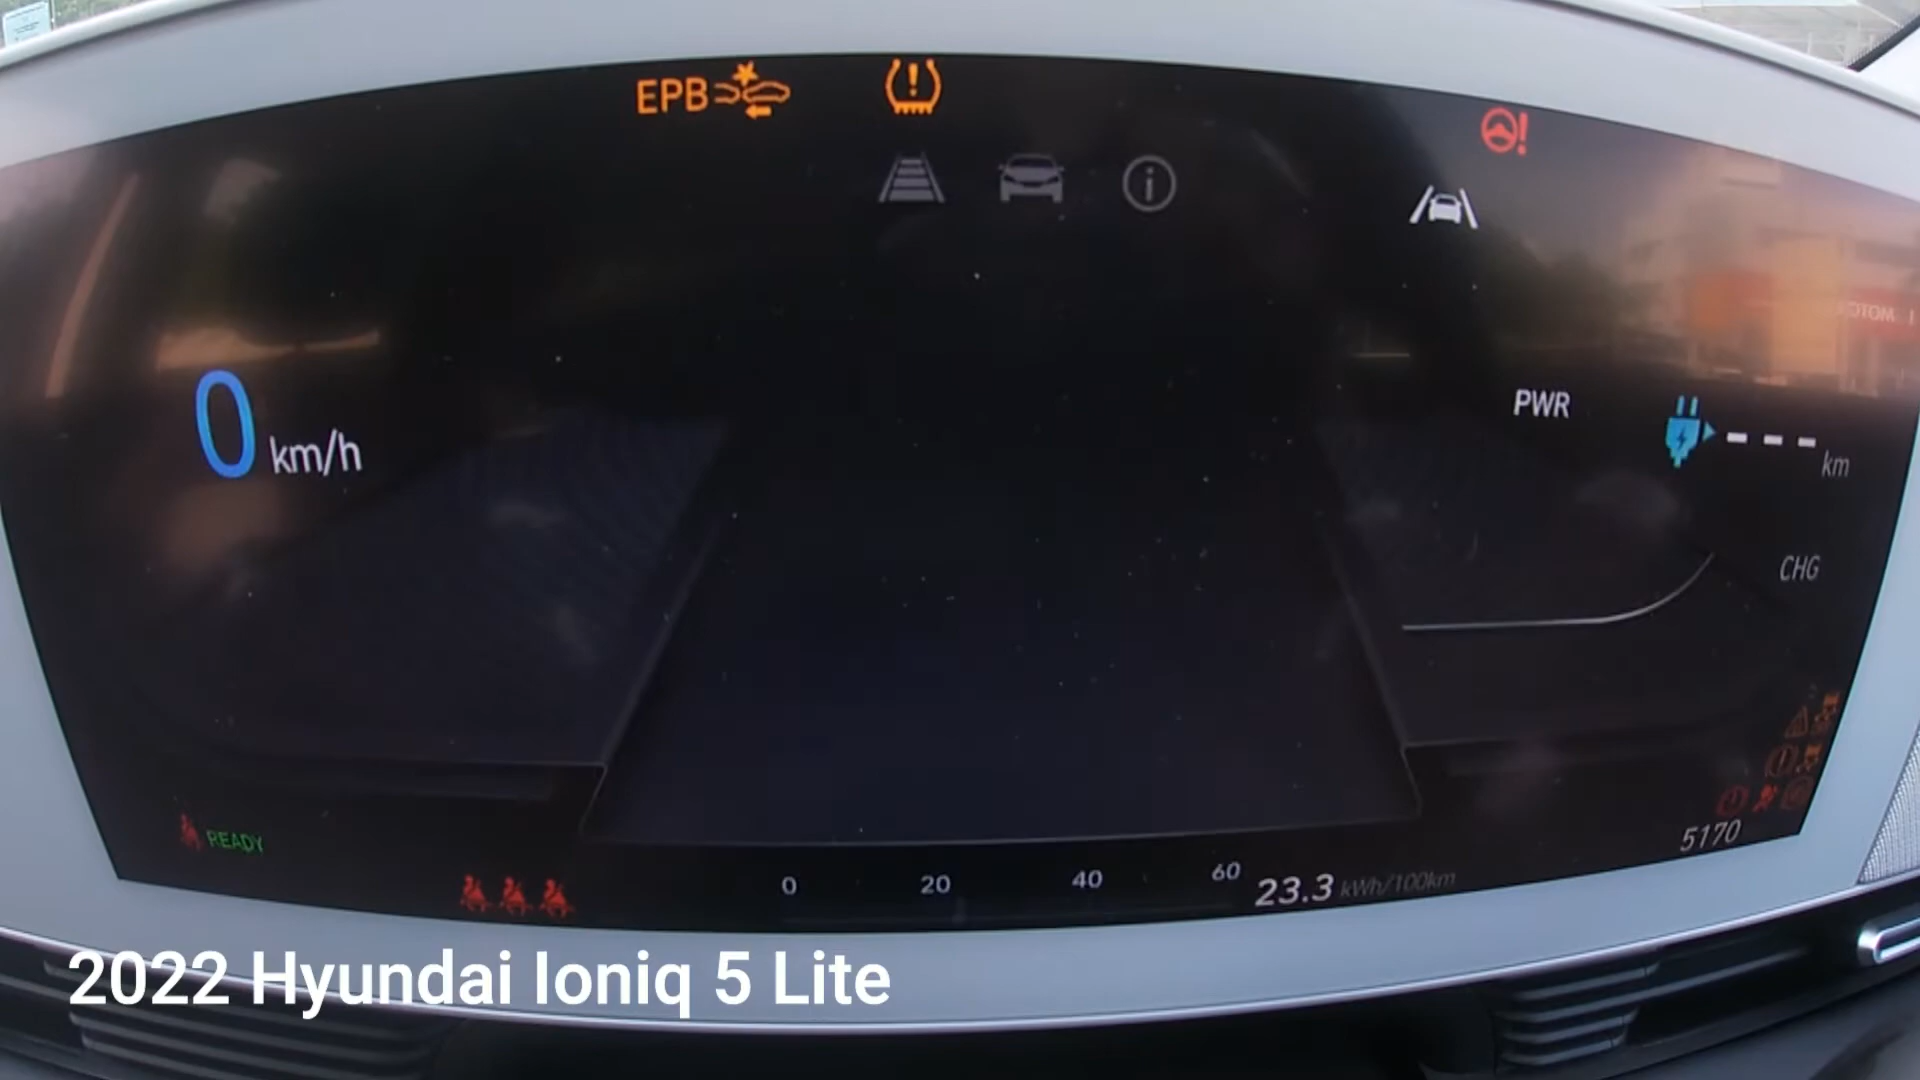 EPB
0 km/h
PWR
--- km
CHG
READY
5170
0 20 40 60
23.3 kWh/100km
2022 Hyundai Ioniq 5 Lite